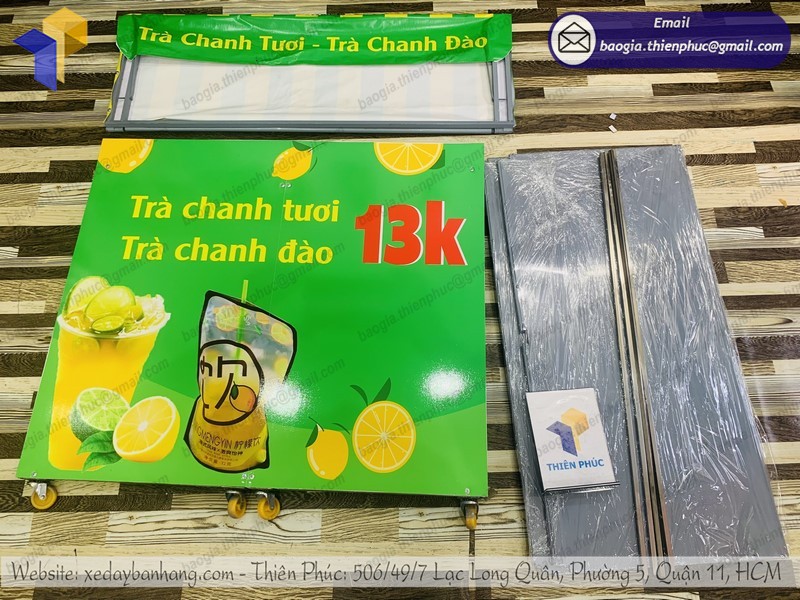 Trà Chanh Tươi - Trà Chanh Đào
Email
baogia.thienphuc@gmail.com
Trà chanh tươi
Trà chanh đào
13k
THIÊN PHÚC
Website: xedaybanhang.com - Thiên Phúc: 506/49/7 Lạc Long Quân, Phường 5, Quận 11, HCM